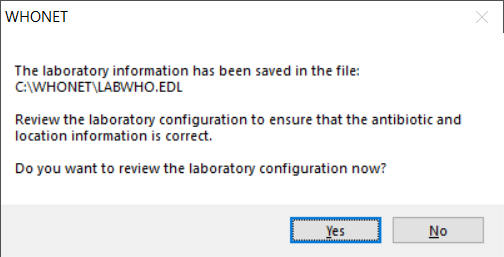 WHONET
The laboratory information has been saved in the file:
C:\WHONET\LABWHO.EDL
Review the laboratory configuration to ensure that the antibiotic and
location information is correct.
Do you want to review the laboratory configuration now?
Yes
No